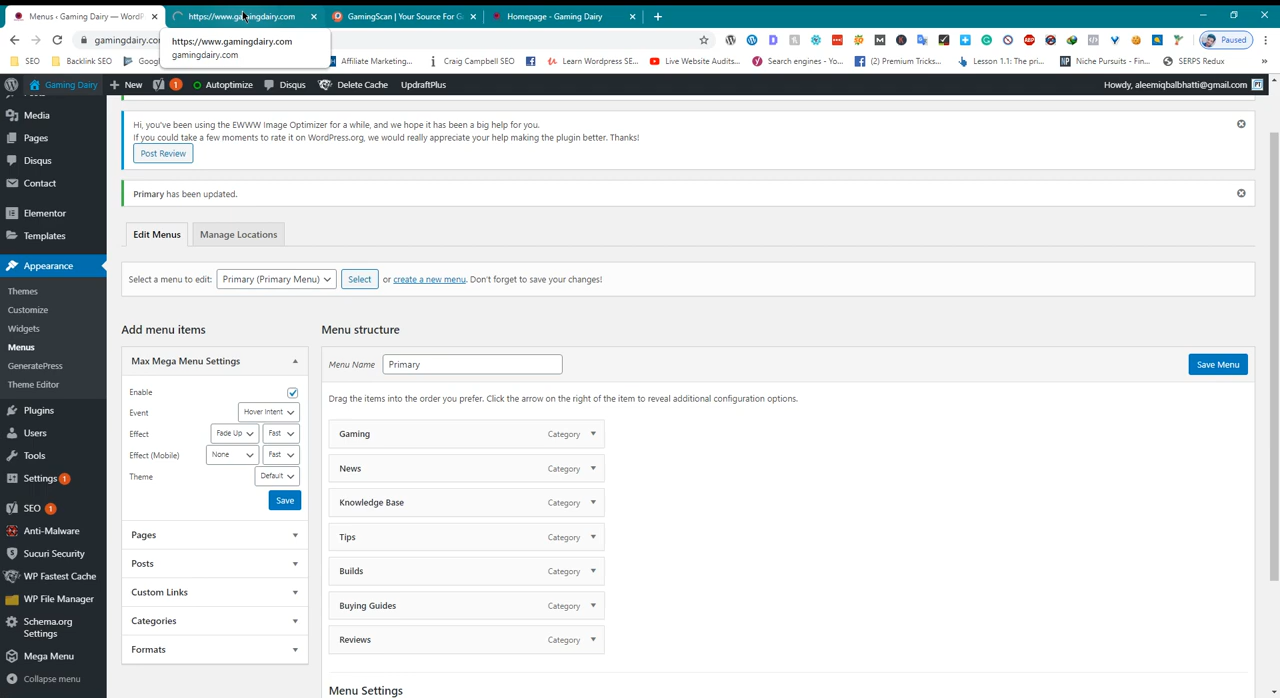 Menus ‹ Gaming Dairy — WordP
https://www.gamingdairy.com
GamingScan | Your Source For G
Homepage - Gaming Dairy
gamingdairy.co
https://www.gamingdairy.com
gamingdairy.com
Paused
SEO
Backlink SEO
Goog
Affiliate Marketing...
Craig Campbell SEO
Learn Wordpress SE...
Live Website Audits...
Search engines - Yo...
(2) Premium Tricks...
Lesson 1.1: The pri...
Niche Pursuits - Fin...
SERPS Redux
Gaming Dairy
New
1
Autoptimize
Disqus
Delete Cache
UpdraftPlus
Howdy, aleemiqbalbhatti@gmail.com
Media
Pages
Disqus
Contact
Elementor
Templates
Appearance
Themes
Customize
Widgets
Menus
GeneratePress
Theme Editor
Plugins
Users
Tools
Settings 1
SEO 1
Anti-Malware
Sucuri Security
WP Fastest Cache
WP File Manager
Schema.org
Settings
Mega Menu
Collapse menu
Hi, you've been using the EWWW Image Optimizer for a while, and we hope it has been a big help for you.
If you could take a few moments to rate it on WordPress.org, we would really appreciate your help making the plugin better. Thanks!
Post Review
Primary has been updated.
Edit Menus
Manage Locations
Select a menu to edit: Primary (Primary Menu) Select or create a new menu. Don't forget to save your changes!
Add menu items
Max Mega Menu Settings
Enable
Event Hover Intent
Effect Fade Up Fast
Effect (Mobile) None Fast
Theme Default
Save
Pages
Posts
Custom Links
Categories
Formats
Menu structure
Menu Name Primary
Save Menu
Drag the items into the order you prefer. Click the arrow on the right of the item to reveal additional configuration options.
Gaming Category
News Category
Knowledge Base Category
Tips Category
Builds Category
Buying Guides Category
Reviews Category
Menu Settings